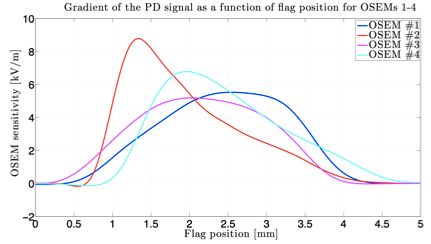 Gradient of the PD signal as a function of flag position for OSEMs 1-4
OSEM sensitivity [kV/m]
10
8
6
4
2
0
−2
OSEM #1
OSEM #2
OSEM #3
OSEM #4
0 0.5 1 1.5 2 2.5 3 3.5 4 4.5 5
Flag position [mm]